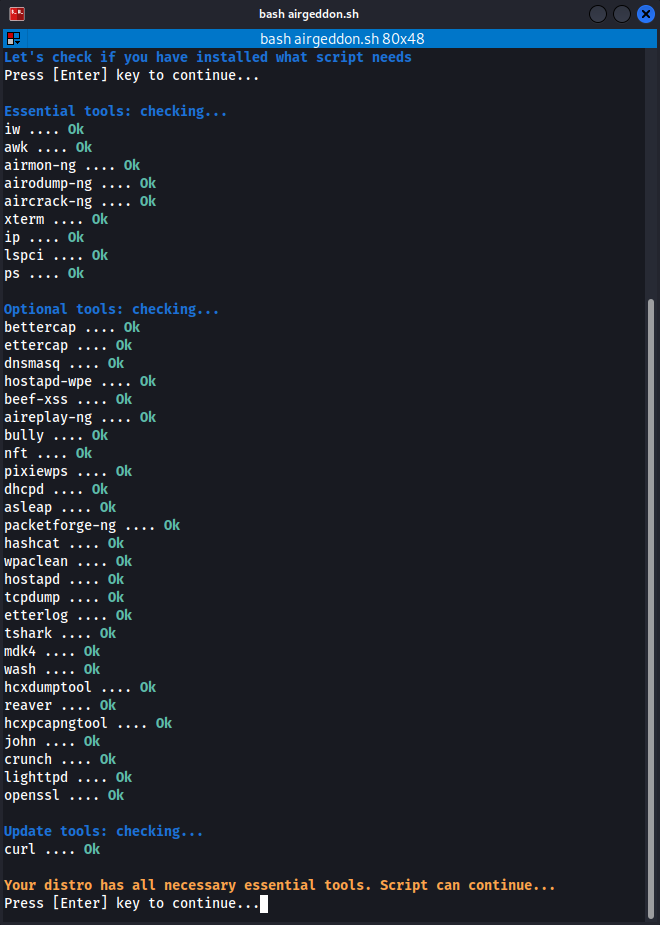 bash airgeddon.sh
bash airgeddon.sh 80x48
Let's check if you have installed what script needs
Press [Enter] key to continue...
Essential tools: checking...
iw .... Ok
awk .... Ok
airmon-ng .... Ok
airodump-ng .... Ok
aircrack-ng .... Ok
xterm .... Ok
ip .... Ok
lspci .... Ok
ps .... Ok
Optional tools: checking...
bettercap .... Ok
ettercap .... Ok
dnsmasq .... Ok
hostapd-wpe .... Ok
beef-xss .... Ok
aireplay-ng .... Ok
bully .... Ok
nft .... Ok
pixiewps .... Ok
dhcpd .... Ok
asleap .... Ok
packetforge-ng .... Ok
hashcat .... Ok
wpaclean .... Ok
hostapd .... Ok
tcpdump .... Ok
etterlog .... Ok
tshark .... Ok
mdk4 .... Ok
wash .... Ok
hcxdumptool .... Ok
reaver .... Ok
hcxpcapngtool .... Ok
john .... Ok
crunch .... Ok
lighttpd .... Ok
openssl .... Ok
Update tools: checking...
curl .... Ok
Your distro has all necessary essential tools. Script can continue...
Press [Enter] key to continue...